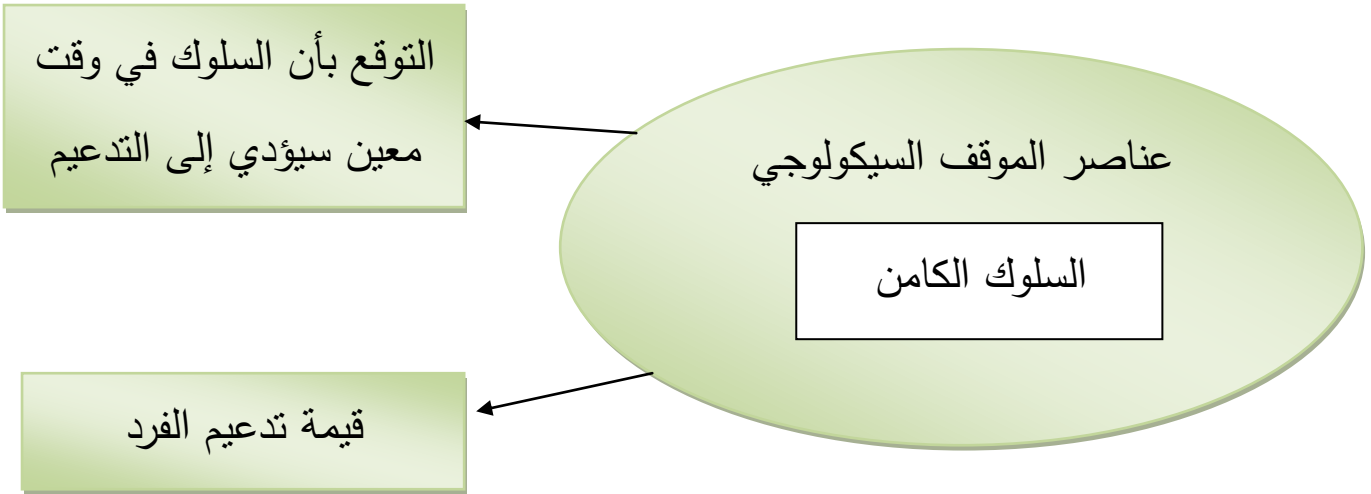 عناصر الموقف السيكولوجي
السلوك الكامن
التوقع بأن السلوك في وقت
معين سيؤدي إلى التدعيم
قيمة تدعيم الفرد